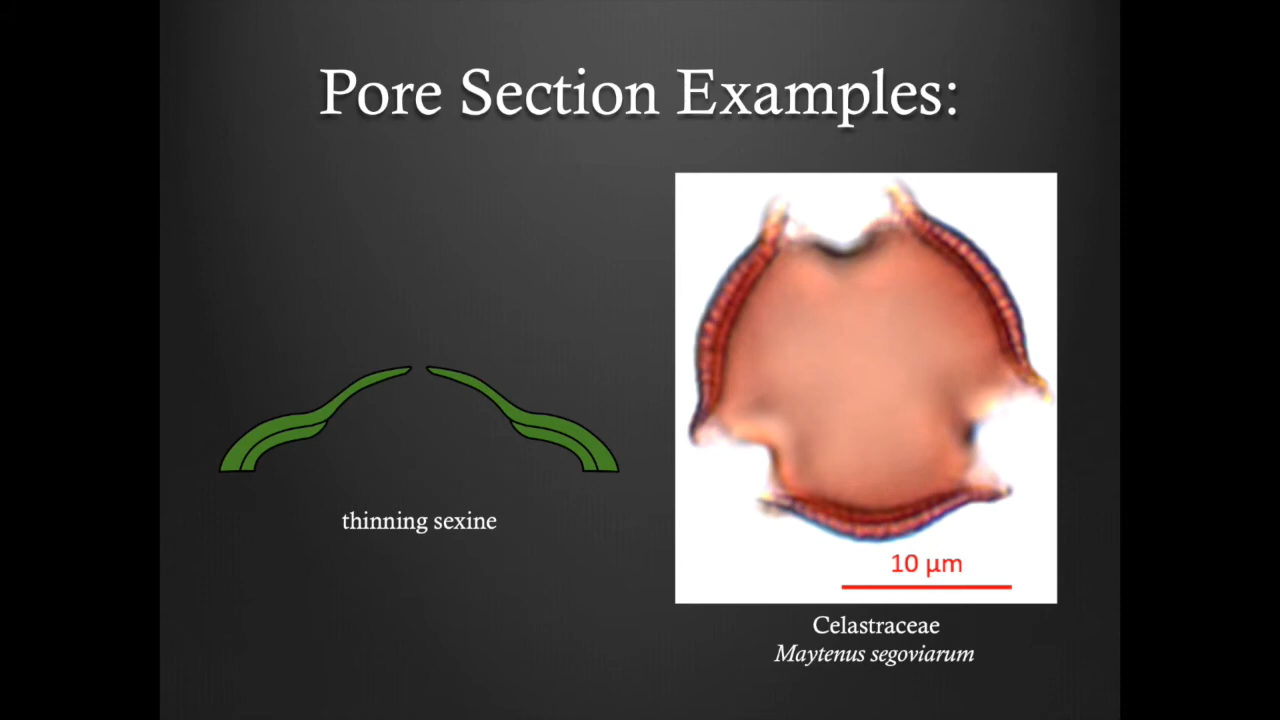 Pore Section Examples:
thinning sexine
10 µm
Celastraceae
Maytenus segoviarum